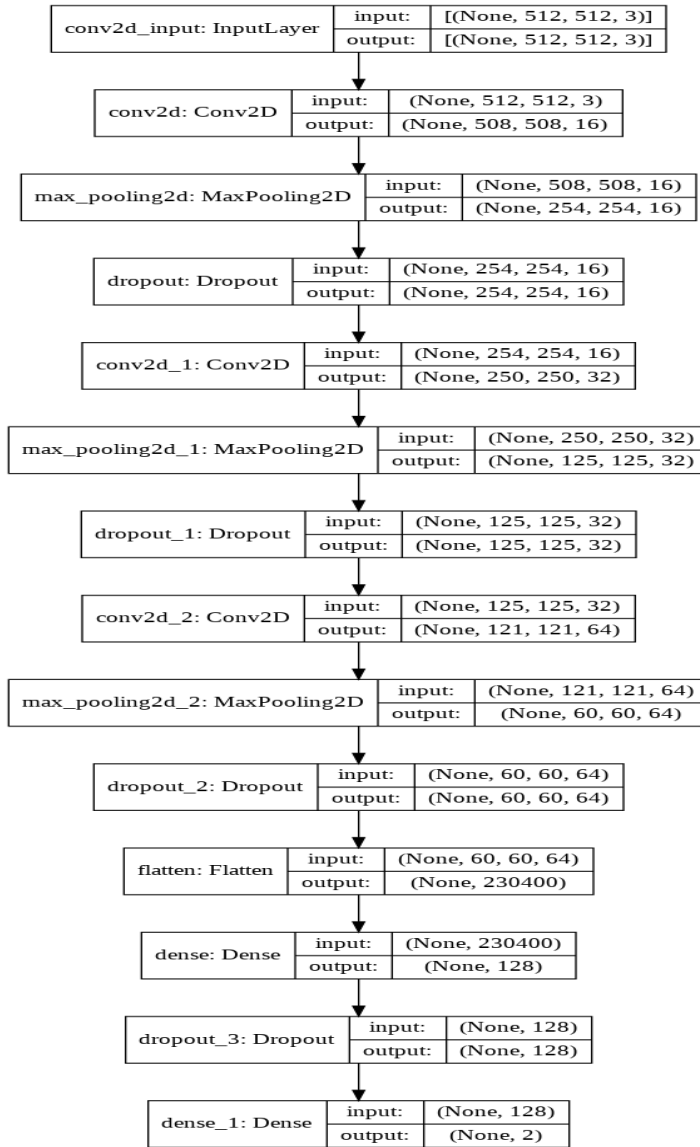 conv2d_input: InputLayer
input: [(None, 512, 512, 3)]
output: [(None, 512, 512, 3)]
conv2d: Conv2D
input: (None, 512, 512, 3)
output: (None, 508, 508, 16)
max_pooling2d: MaxPooling2D
input: (None, 508, 508, 16)
output: (None, 254, 254, 16)
dropout: Dropout
input: (None, 254, 254, 16)
output: (None, 254, 254, 16)
conv2d_1: Conv2D
input: (None, 254, 254, 16)
output: (None, 250, 250, 32)
max_pooling2d_1: MaxPooling2D
input: (None, 250, 250, 32)
output: (None, 125, 125, 32)
dropout_1: Dropout
input: (None, 125, 125, 32)
output: (None, 125, 125, 32)
conv2d_2: Conv2D
input: (None, 125, 125, 32)
output: (None, 121, 121, 64)
max_pooling2d_2: MaxPooling2D
input: (None, 121, 121, 64)
output: (None, 60, 60, 64)
dropout_2: Dropout
input: (None, 60, 60, 64)
output: (None, 60, 60, 64)
flatten: Flatten
input: (None, 60, 60, 64)
output: (None, 230400)
dense: Dense
input: (None, 230400)
output: (None, 128)
dropout_3: Dropout
input: (None, 128)
output: (None, 128)
dense_1: Dense
input: (None, 128)
output: (None, 2)